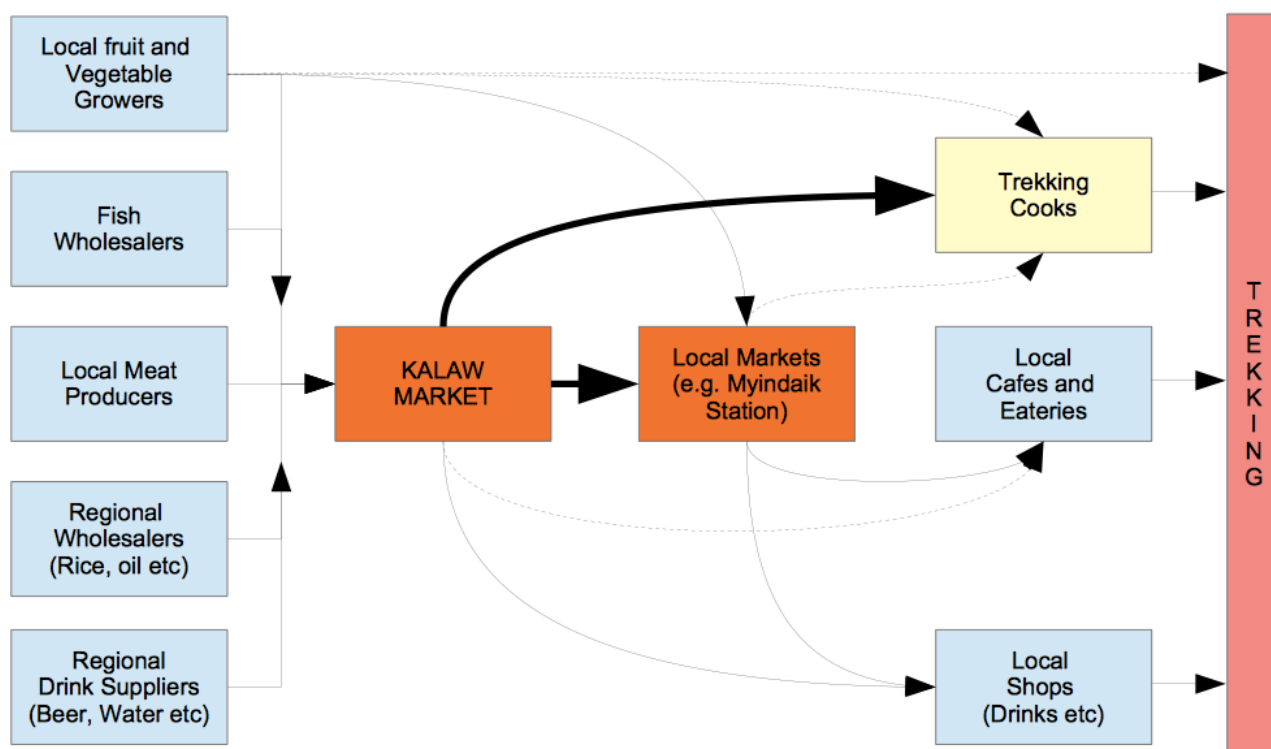 Local fruit and
Vegetable
Growers
Fish
Wholesalers
Local Meat
Producers
Regional
Wholesalers
(Rice, oil etc)
Regional
Drink Suppliers
(Beer, Water etc)
KALAW
MARKET
Local Markets
(e.g. Myindaik
Station)
Trekking
Cooks
Local
Cafes and
Eateries
Local
Shops
(Drinks etc)
T
R
E
K
K
I
N
G